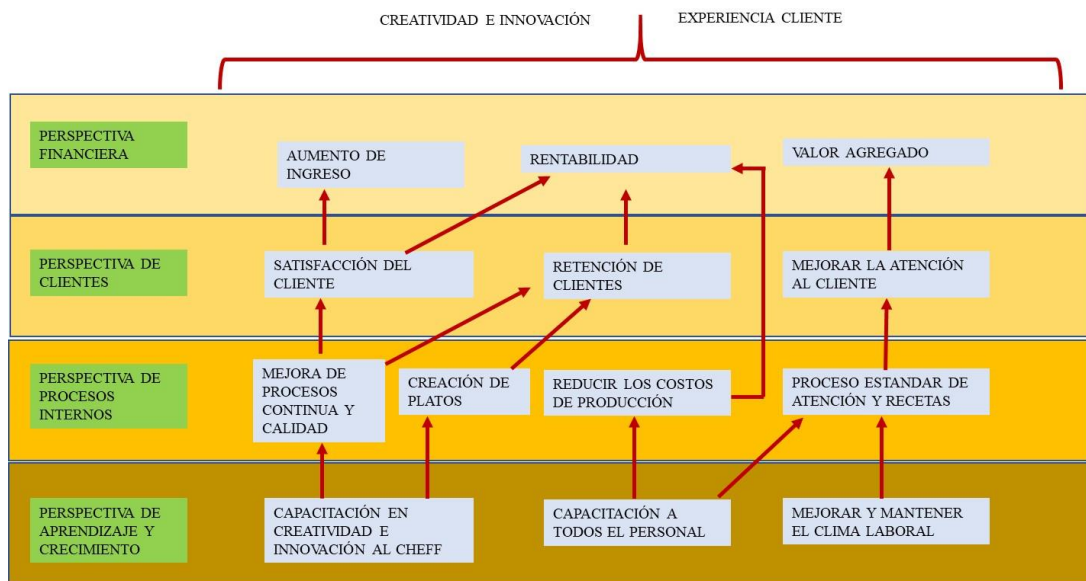 CREATIVIDAD E INNOVACIÓN
EXPERIENCIA CLIENTE
PERSPECTIVA
FINANCIERA
AUMENTO DE
INGRESO
RENTABILIDAD
VALOR AGREGADO
PERSPECTIVA DE
CLIENTES
SATISFACCIÓN DEL
CLIENTE
RETENCIÓN DE
CLIENTES
MEJORAR LA ATENCIÓN
AL CLIENTE
PERSPECTIVA DE
PROCESOS
INTERNOS
MEJORA DE
PROCESOS
CONTINUA Y
CALIDAD
CREACIÓN DE
PLATOS
REDUCIR LOS COSTOS
DE PRODUCCIÓN
PROCESO ESTANDAR DE
ATENCIÓN Y RECETAS
PERSPECTIVA DE
APRENDIZAJE Y
CRECIMIENTO
CAPACITACIÓN EN
CREATIVIDAD E
INNOVACIÓN AL CHEFF
CAPACITACIÓN A
TODOS EL PERSONAL
MEJORAR Y MANTENER
EL CLIMA LABORAL